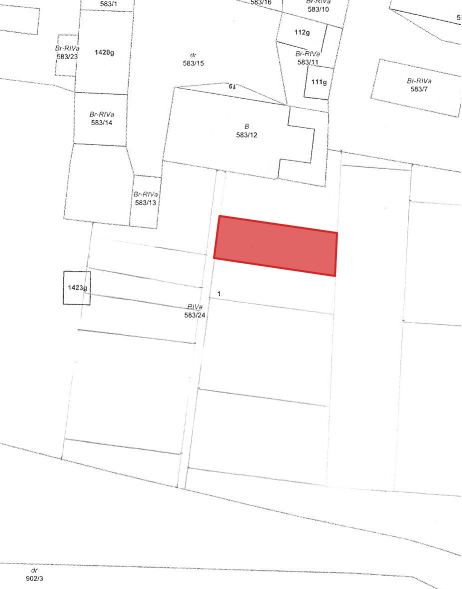 583/1
583/16
Br-RIVa
583/10
5
112g
1420g
Br-RIVa
583/23
dr
583/15
Br-RIVa
583/11
111g
Br-RIVa
583/7
61
Br-RIVa
583/14
B
583/12
Br-RIVa
583/13
1423g
1
RIVa
583/24
dr
902/3